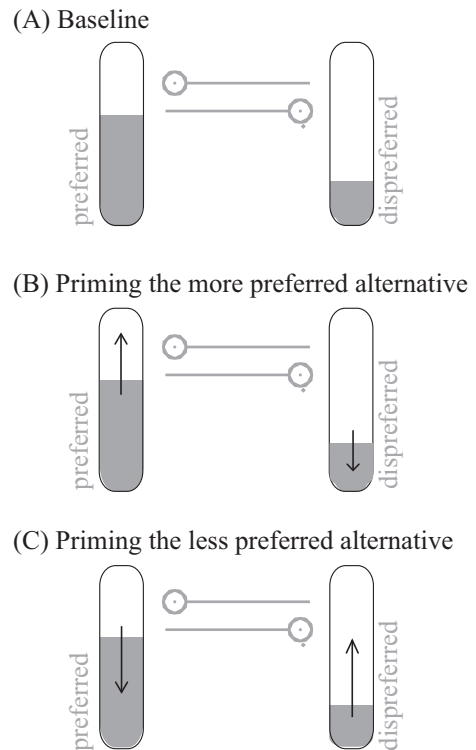 (A) Baseline
preferred
dispreferred
(B) Priming the more preferred alternative
preferred
dispreferred
(C) Priming the less preferred alternative
preferred
dispreferred